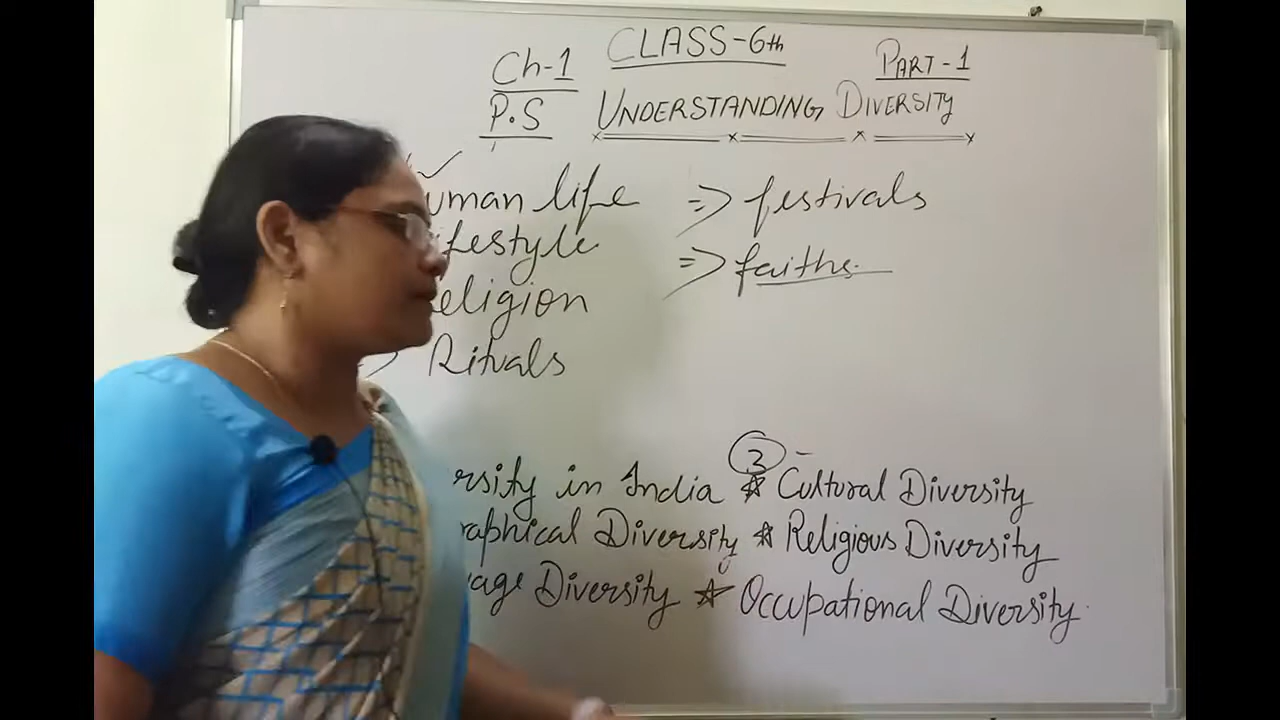 CLASS-6th
Ch-1 PART-1
P.S UNDERSTANDING DIVERSITY
uman life => festivals
ifestyle => faiths.
eligion
> Rituals
3 -
rsity in India ☆ Cultural Diversity
raphical Diversity ☆ Religious Diversity
uage Diversity ☆ Occupational Diversity.